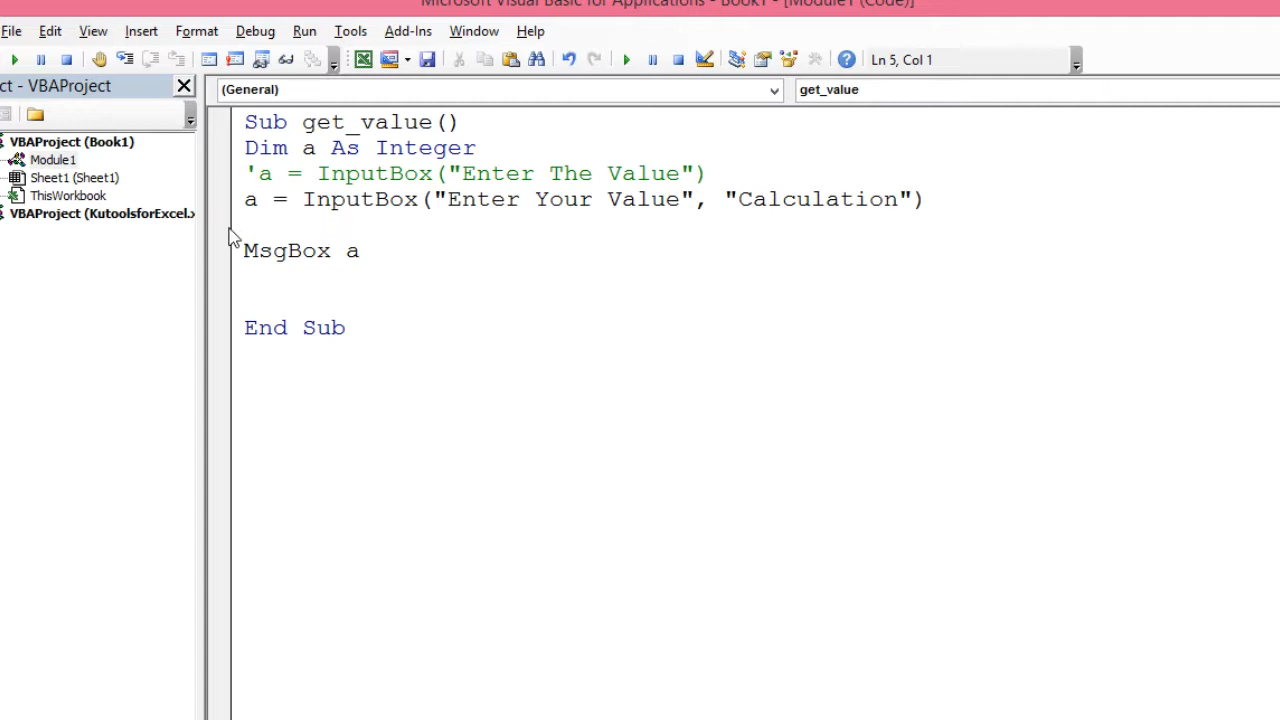 Microsoft Visual Basic for Applications - Book1 - [Module1 (Code)]
File Edit View Insert Format Debug Run Tools Add-Ins Window Help
Ln 5, Col 1
ct - VBAProject
(General) get_value
VBAProject (Book1)
Module1
Sheet1 (Sheet1)
ThisWorkbook
VBAProject (KutoolsforExcel.x
Sub get_value()
Dim a As Integer
'a = InputBox("Enter The Value")
a = InputBox("Enter Your Value", "Calculation")
MsgBox a
End Sub